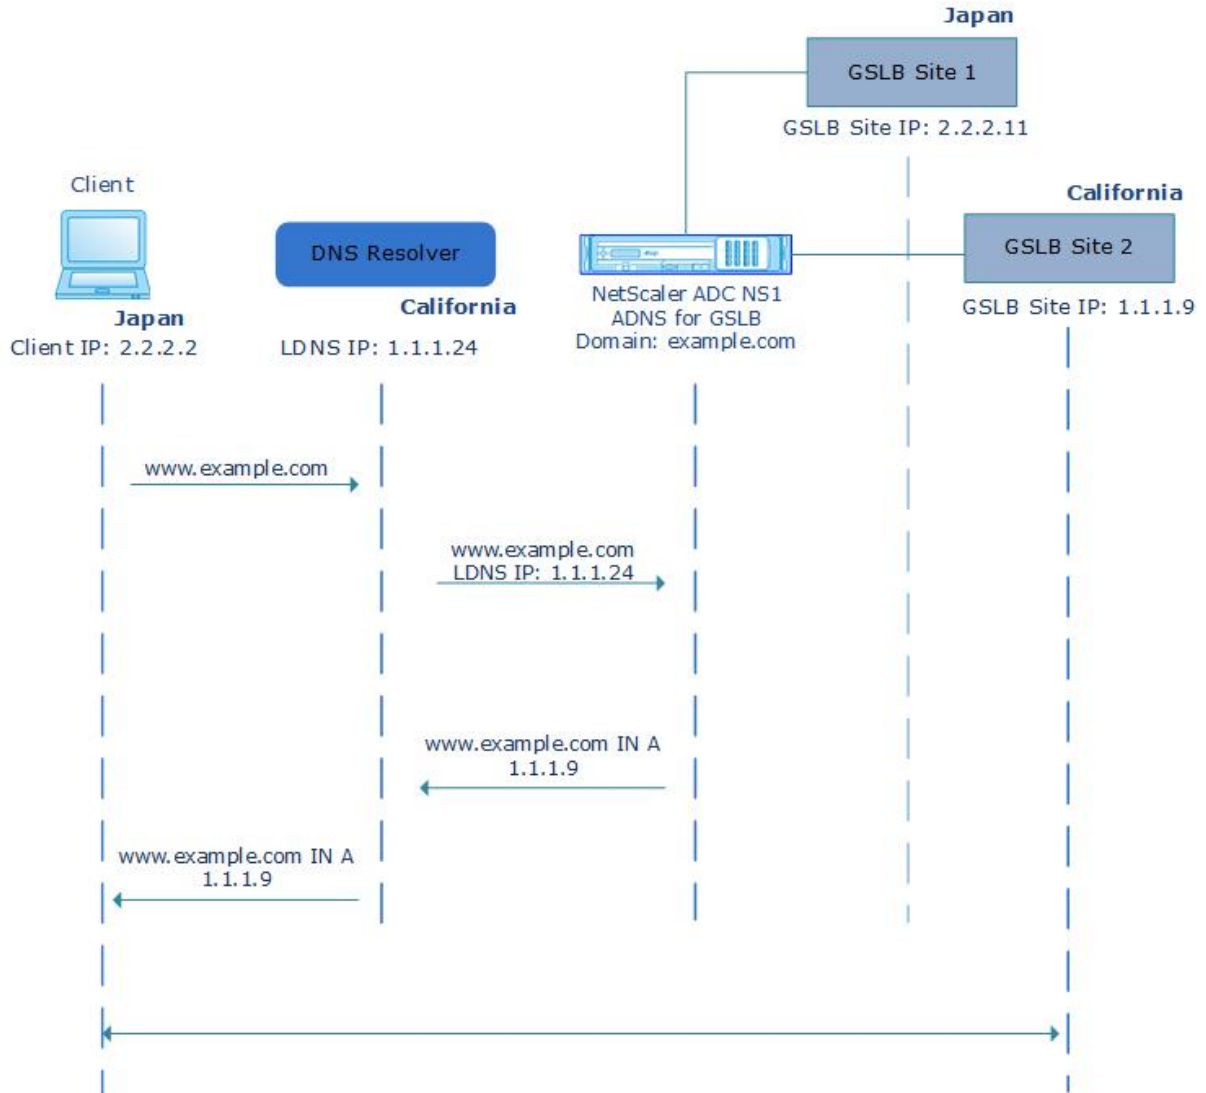 Japan
GSLB Site 1
GSLB Site IP: 2.2.2.11
California
GSLB Site 2
GSLB Site IP: 1.1.1.9
Client
Japan
Client IP: 2.2.2.2
DNS Resolver
California
LDNS IP: 1.1.1.24
NetScaler ADC NS1
ADNS for GSLB
Domain: example.com
www.example.com
www.example.com
LDNS IP: 1.1.1.24
www.example.com IN A
1.1.1.9
www.example.com IN A
1.1.1.9